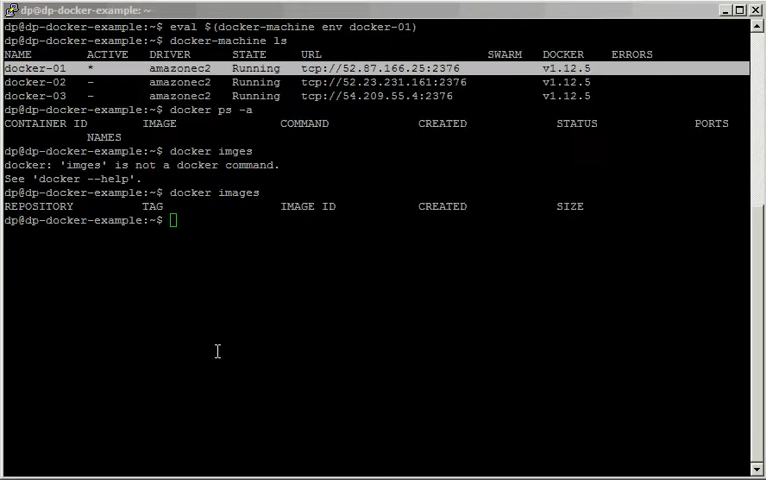 dp@dp-docker-example: ~
dp@dp-docker-example:~$ eval $(docker-machine env docker-01)
dp@dp-docker-example:~$ docker-machine ls
NAME ACTIVE DRIVER STATE URL SWARM DOCKER ERRORS
docker-01 * amazonec2 Running tcp://52.87.166.25:2376 v1.12.5
docker-02 - amazonec2 Running tcp://52.23.231.161:2376 v1.12.5
docker-03 - amazonec2 Running tcp://54.209.55.4:2376 v1.12.5
dp@dp-docker-example:~$ docker ps -a
CONTAINER ID IMAGE COMMAND CREATED STATUS PORTS
NAMES
dp@dp-docker-example:~$ docker imges
docker: 'imges' is not a docker command.
See 'docker --help'.
dp@dp-docker-example:~$ docker images
REPOSITORY TAG IMAGE ID CREATED SIZE
dp@dp-docker-example:~$